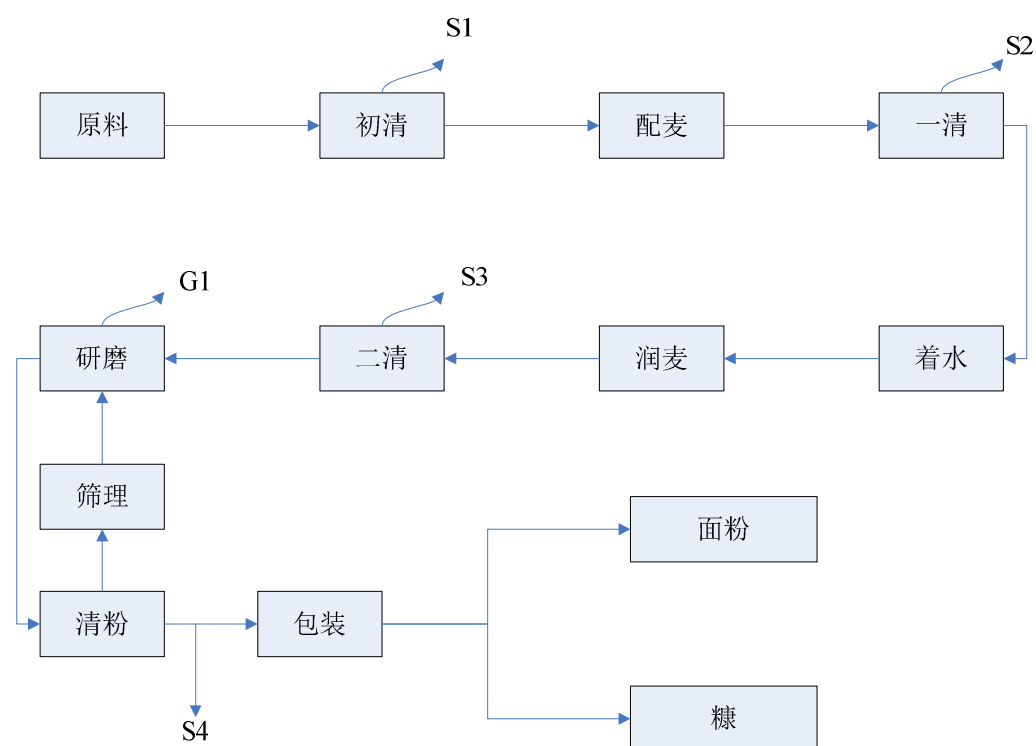 S1
S2
原料
初清
配麦
一清
G1
S3
研磨
二清
润麦
着水
筛理
面粉
清粉
包装
S4
糠